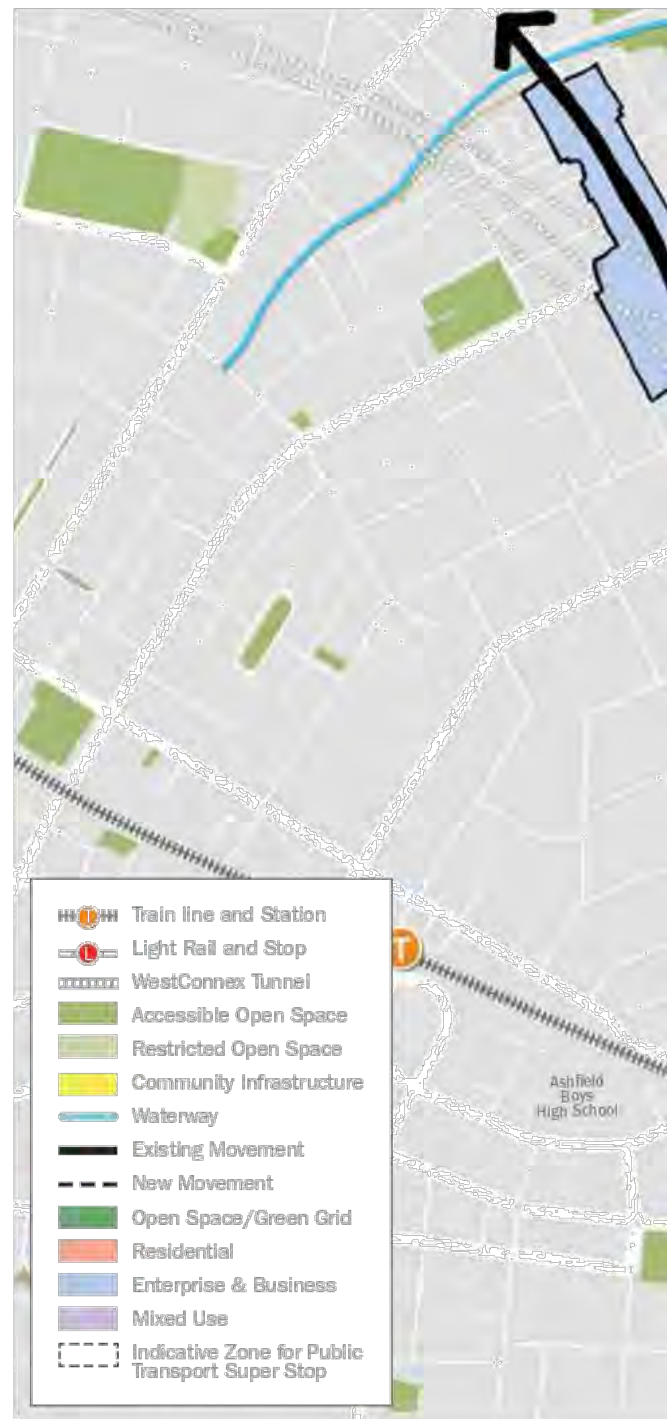 T
Ashfield
Boys
High School
T
Train line and Station
L
Light Rail and Stop
WestConnex Tunnel
Accessible Open Space
Restricted Open Space
Community Infrastructure
Waterway
Existing Movement
New Movement
Open Space/Green Grid
Residential
Enterprise & Business
Mixed Use
Indicative Zone for Public
Transport Super Stop